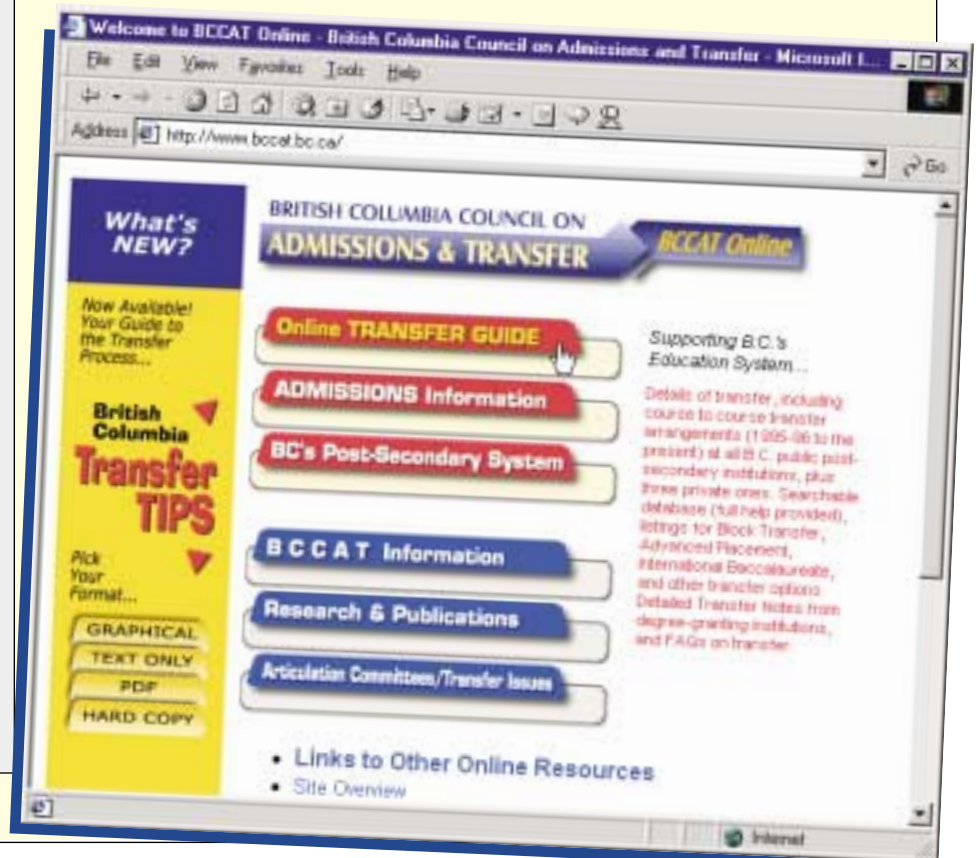 Welcome to BCCAT Online - British Columbia Council on Admissions and Transfer - Microsoft I...
File Edit View Favorites Tools Help
Address http://www.bccat.bc.ca/
Go
What's
NEW?
Now Available!
Your Guide to
the Transfer
Process...
British
Columbia
Transfer
TIPS
Pick
Your
Format...
GRAPHICAL
TEXT ONLY
PDF
HARD COPY
BRITISH COLUMBIA COUNCIL ON
ADMISSIONS & TRANSFER
BCCAT Online
Online TRANSFER GUIDE
ADMISSIONS Information
BC's Post-Secondary System
BCCAT Information
Research & Publications
Articulation Committees/Transfer Issues
• Links to Other Online Resources
• Site Overview
Supporting B.C.'s
Education System...
Details of transfer, including
course to course transfer
arrangements (1995-96 to the
present) at all B.C. public post-
secondary institutions, plus
three private ones. Searchable
database (full help provided),
listings for Block Transfer,
Advanced Placement,
International Baccalaureate,
and other transfer options.
Detailed Transfer Notes from
degree-granting institutions,
and FAQs on transfer.
Internet